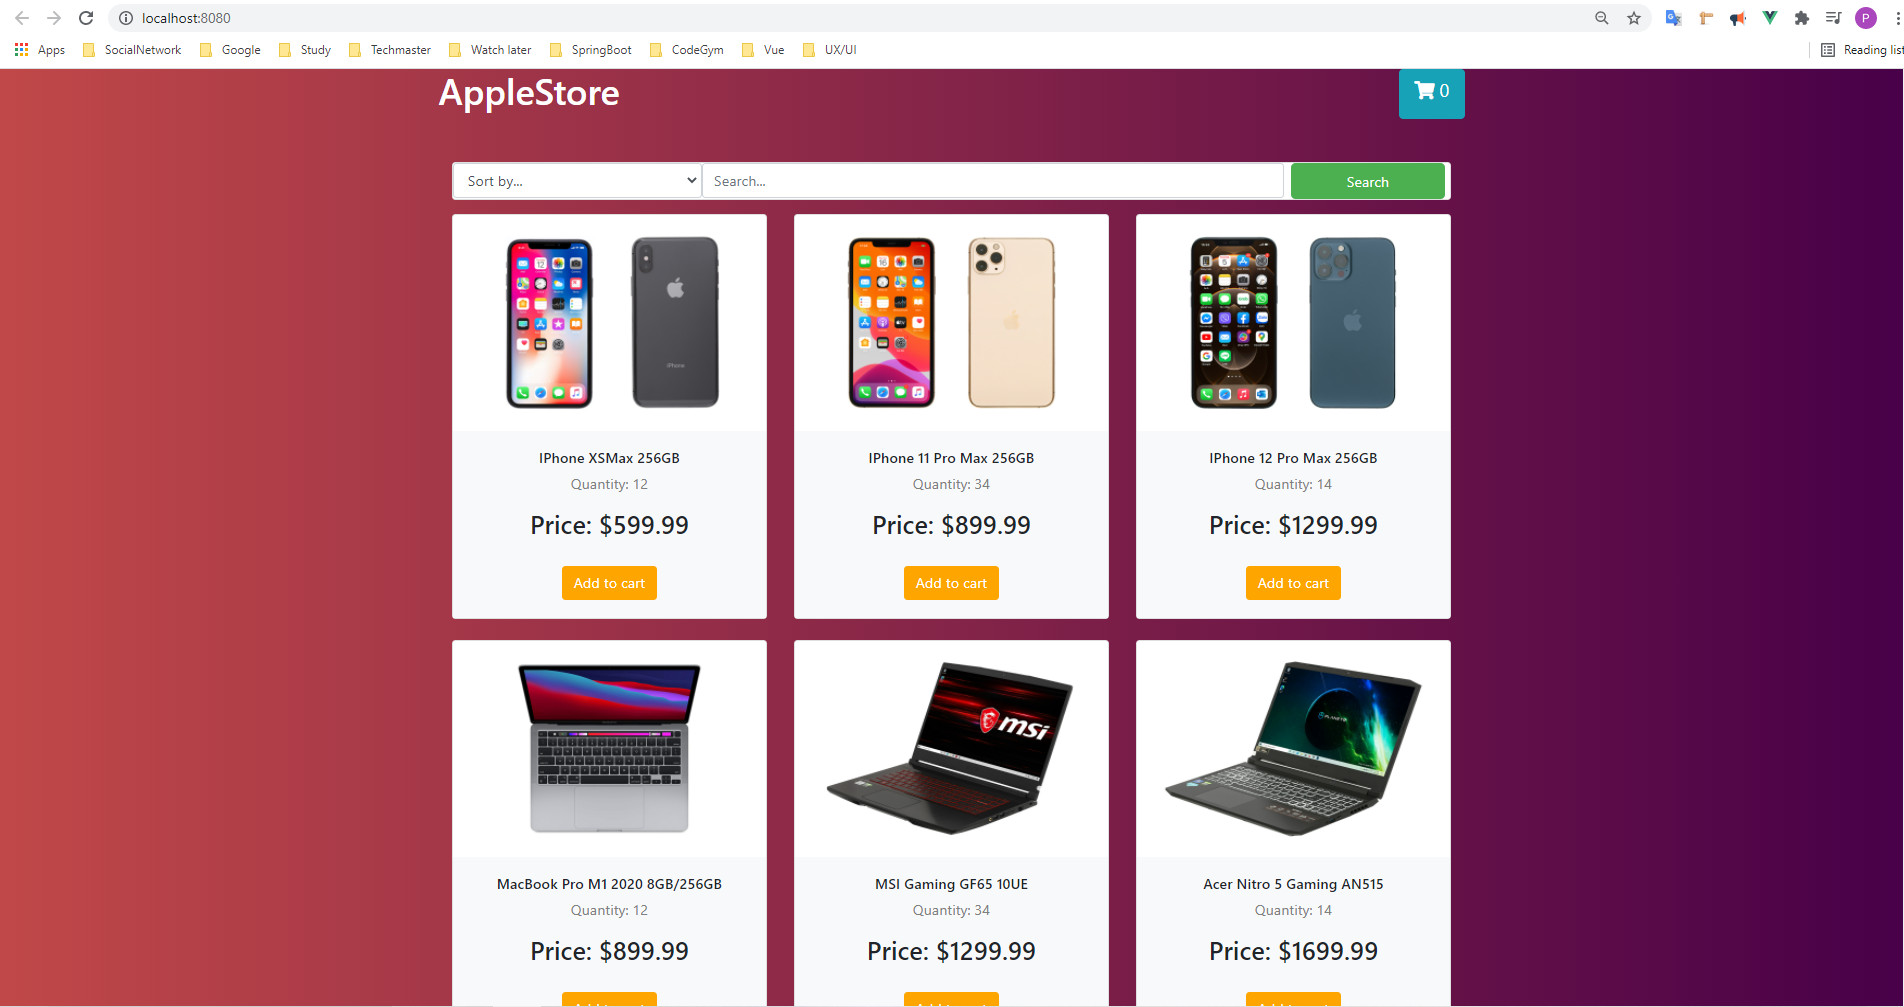 localhost:8080
P
Apps SocialNetwork Google Study Techmaster Watch later SpringBoot CodeGym Vue UX/UI Reading list
AppleStore 0
Sort by... Search... Search
iPhone
IPhone XSMax 256GB
Quantity: 12
Price: $599.99
Add to cart
IPhone 11 Pro Max 256GB
Quantity: 34
Price: $899.99
Add to cart
IPhone 12 Pro Max 256GB
Quantity: 14
Price: $1299.99
Add to cart
MacBook Pro M1 2020 8GB/256GB
Quantity: 12
Price: $899.99
msi
MSI Gaming GF65 10UE
Quantity: 34
Price: $1299.99
Acer Nitro 5 Gaming AN515
Quantity: 14
Price: $1699.99